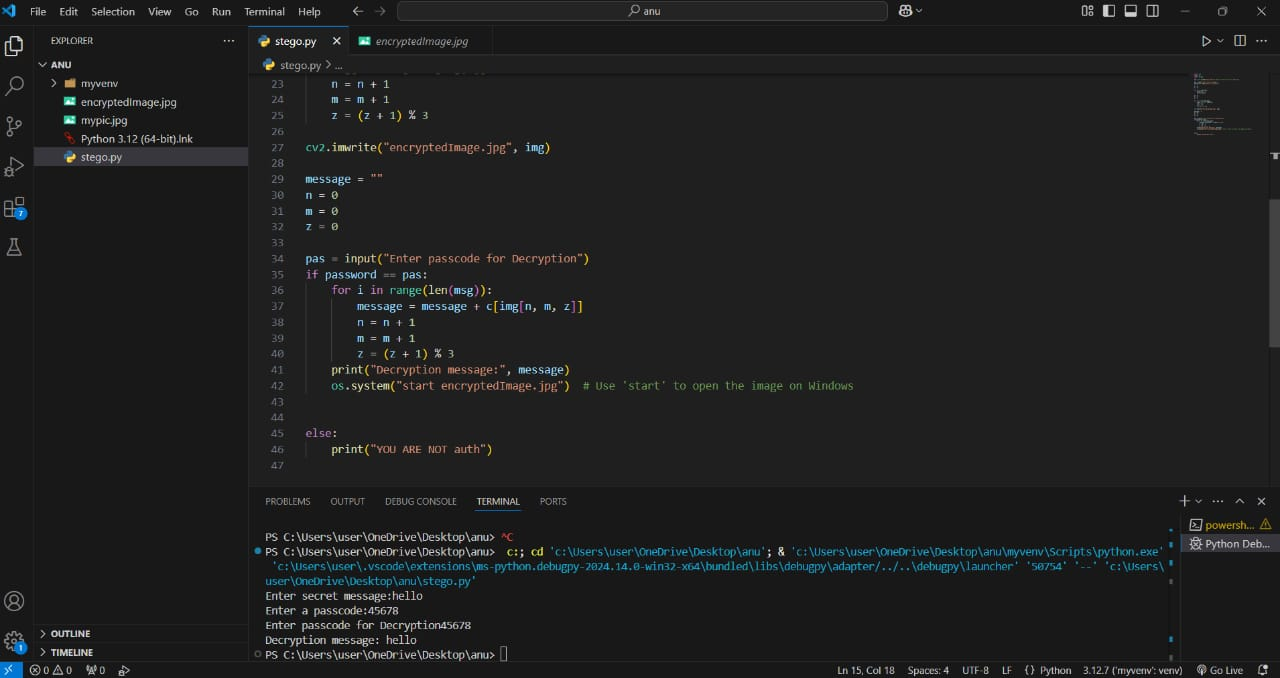 File Edit Selection View Go Run Terminal Help
anu
EXPLORER
ANU
myvenv
encryptedImage.jpg
mypic.jpg
Python 3.12 (64-bit).lnk
stego.py
OUTLINE
TIMELINE
7
1
stego.py
encryptedImage.jpg
stego.py > ...
23 n = n + 1
24 m = m + 1
25 z = (z + 1) % 3
26
27 cv2.imwrite("encryptedImage.jpg", img)
28
29 message = ""
30 n = 0
31 m = 0
32 z = 0
33
34 pas = input("Enter passcode for Decryption")
35 if password == pas:
36 for i in range(len(msg)):
37 message = message + c[img[n, m, z]]
38 n = n + 1
39 m = m + 1
40 z = (z + 1) % 3
41 print("Decryption message:", message)
42 os.system("start encryptedImage.jpg") # Use 'start' to open the image on Windows
43
44
45 else:
46 print("YOU ARE NOT auth")
47
PROBLEMS OUTPUT DEBUG CONSOLE TERMINAL PORTS
PS C:\Users\user\OneDrive\Desktop\anu> ^C
PS C:\Users\user\OneDrive\Desktop\anu> c:; cd 'c:\Users\user\OneDrive\Desktop\anu'; & 'c:\Users\user\OneDrive\Desktop\anu\myvenv\Scripts\python.exe'
'c:\Users\user\.vscode\extensions\ms-python.debugpy-2024.14.0-win32-x64\bundled\libs\debugpy\adapter/../..\debugpy\launcher' '50754' '--' 'c:\Users\
user\OneDrive\Desktop\anu\stego.py'
Enter secret message:hello
Enter a passcode:45678
Enter passcode for Decryption45678
Decryption message: hello
PS C:\Users\user\OneDrive\Desktop\anu>
powersh...
Python Deb...
0 0 0 Ln 15, Col 18 Spaces: 4 UTF-8 LF {} Python 3.12.7 ('myvenv': venv) Go Live